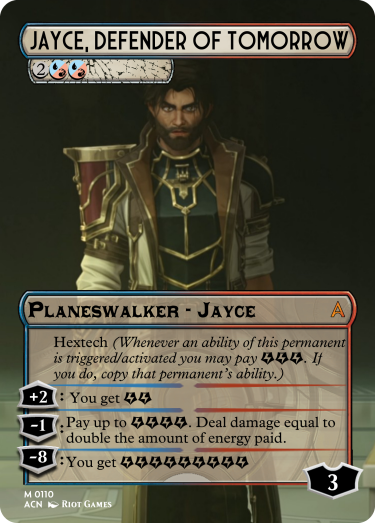 JAYCE, DEFENDER OF TOMORROW
2
PLANESWALKER - JAYCE
A
Hextech (Whenever an ability of this permanent
is triggered/activated you may pay . If
you do, copy that permanent's ability.)
+2 : You get
-1 : Pay up to . Deal damage equal to
double the amount of energy paid.
-8 : You get
3
M 0110
ACN RIOT GAMES